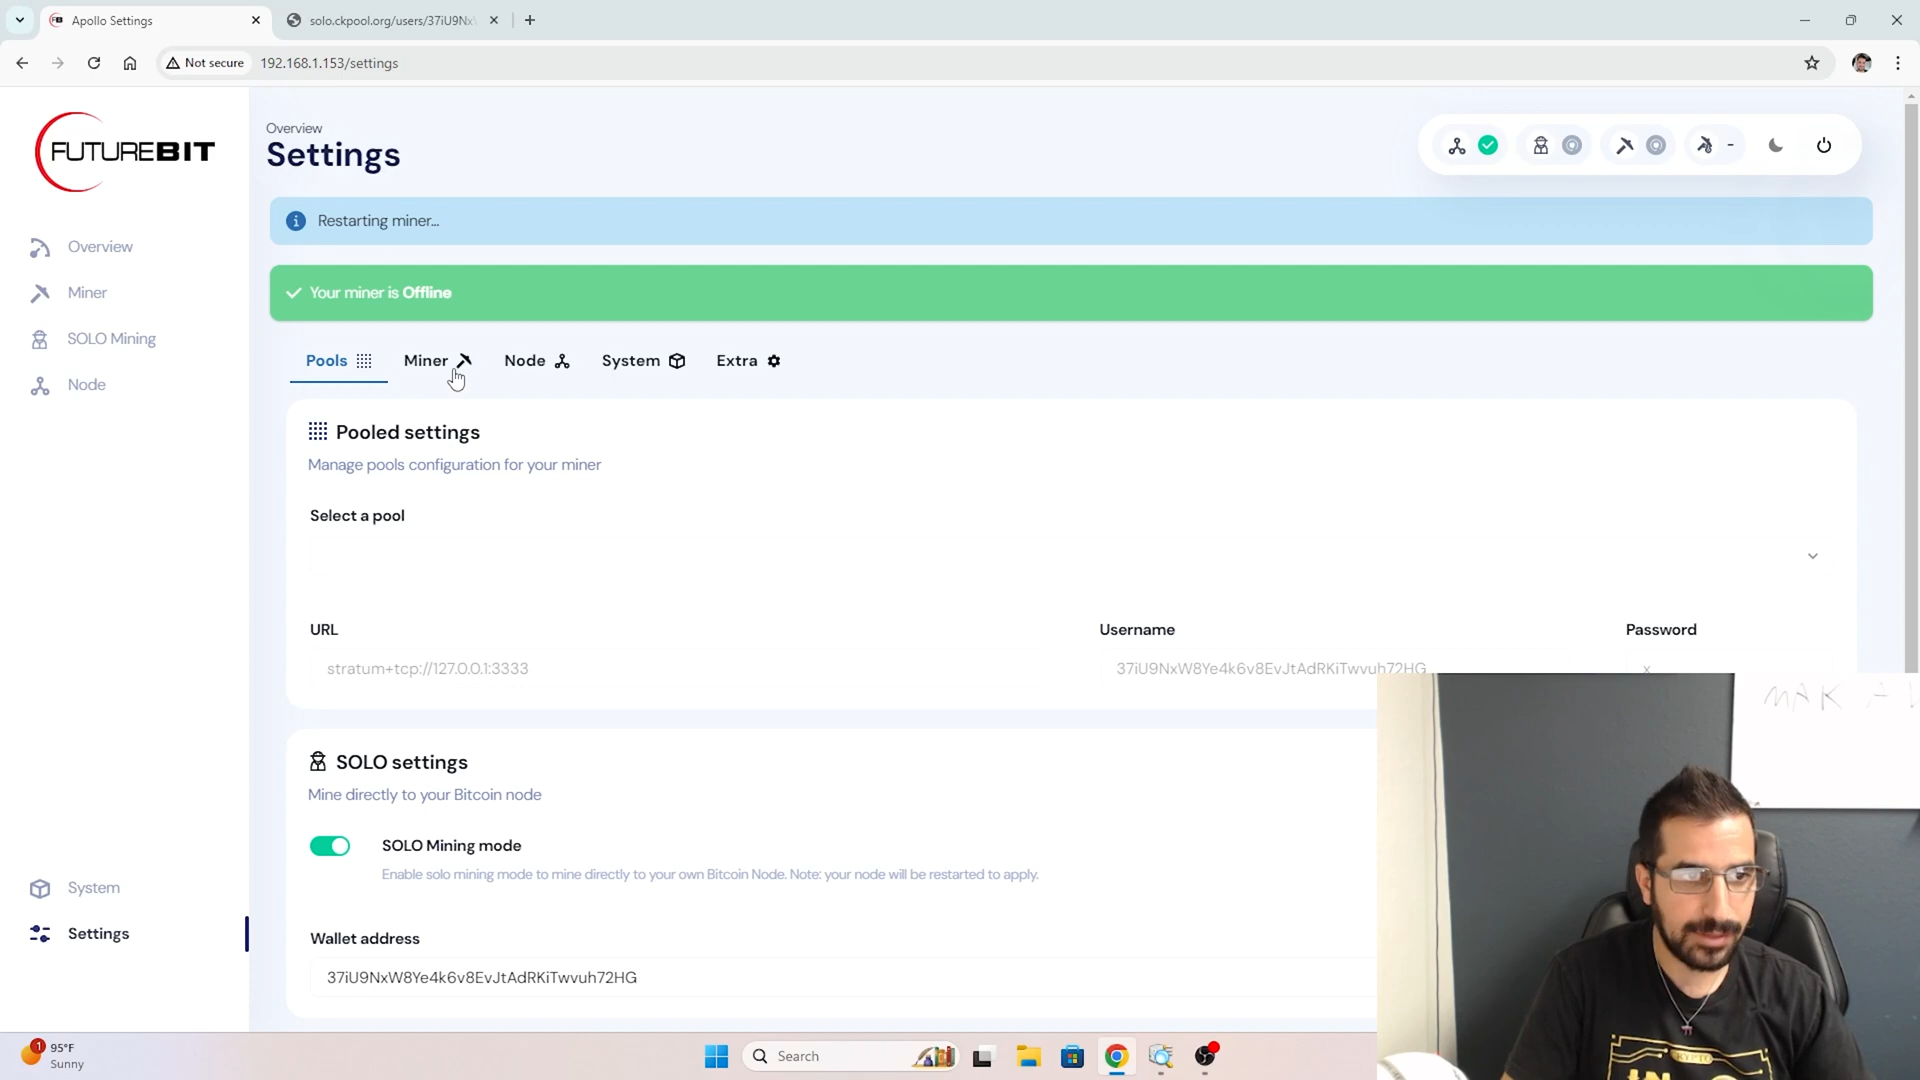 Apollo Settings
solo.ckpool.org/users/37iU9Nx
Not secure
192.168.1.153/settings
FUTUREBIT
Overview
Settings
Restarting miner...
Your miner is Offline
Overview
Miner
SOLO Mining
Node
Pools
Miner
Node
System
Extra
Pooled settings
Manage pools configuration for your miner
Select a pool
URL
Username
Password
stratum+tcp://127.0.0.1:3333
37iU9NxW8Ye4k6v8EvJtAdRKiTwvuh72HG
x
SOLO settings
Mine directly to your Bitcoin node
SOLO Mining mode
Enable solo mining mode to mine directly to your own Bitcoin Node. Note: your node will be restarted to apply.
Wallet address
37iU9NxW8Ye4k6v8EvJtAdRKiTwvuh72HG
System
Settings
MAK A
KYPTO
1
95°F
Sunny
Search